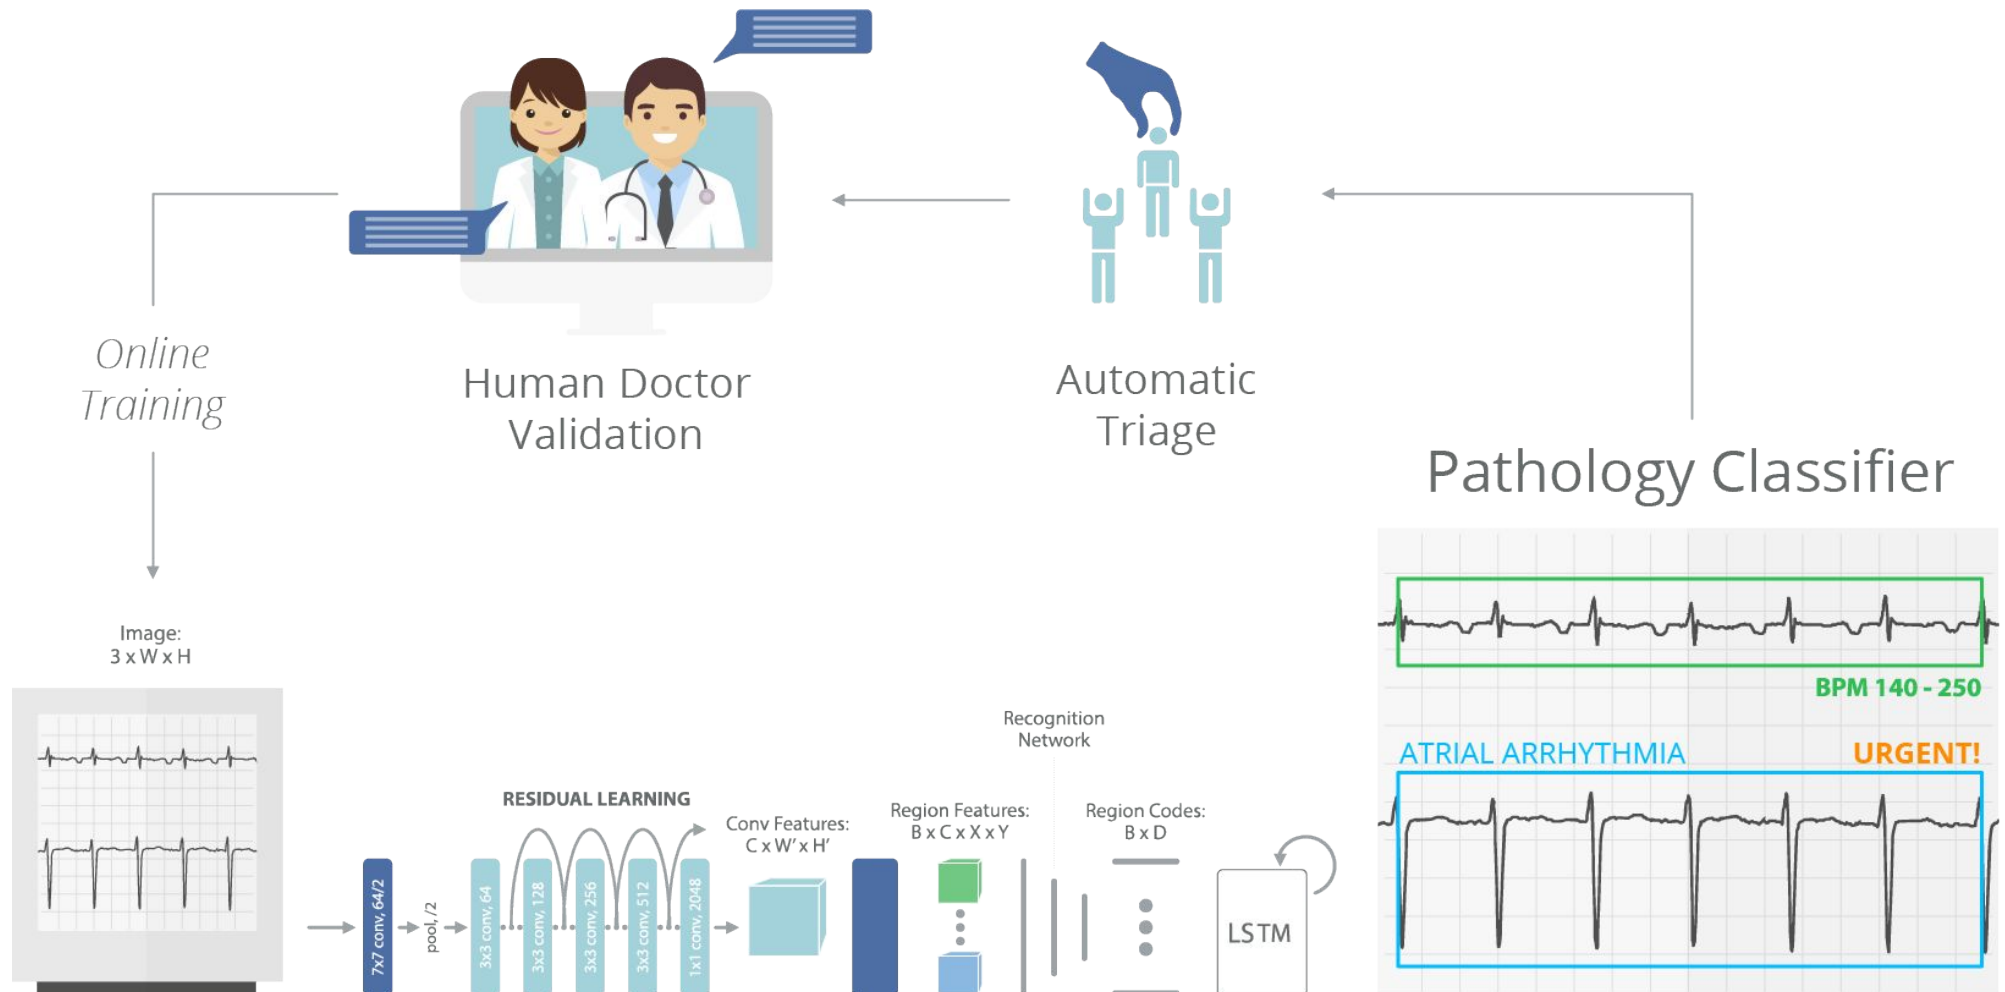 Online
Training
Human Doctor
Validation
Automatic
Triage
Pathology Classifier
BPM 140 - 250
ATRIAL ARRHYTHMIA
URGENT!
Image:
3 x W x H
7x7 conv, 64/2
pool, /2
RESIDUAL LEARNING
3x3 conv, 64
3x3 conv, 128
3x3 conv, 256
3x3 conv, 512
1x1 conv, 2048
Conv Features:
C x W' x H'
Region Features:
B x C x X x Y
Recognition
Network
Region Codes:
B x D
LSTM